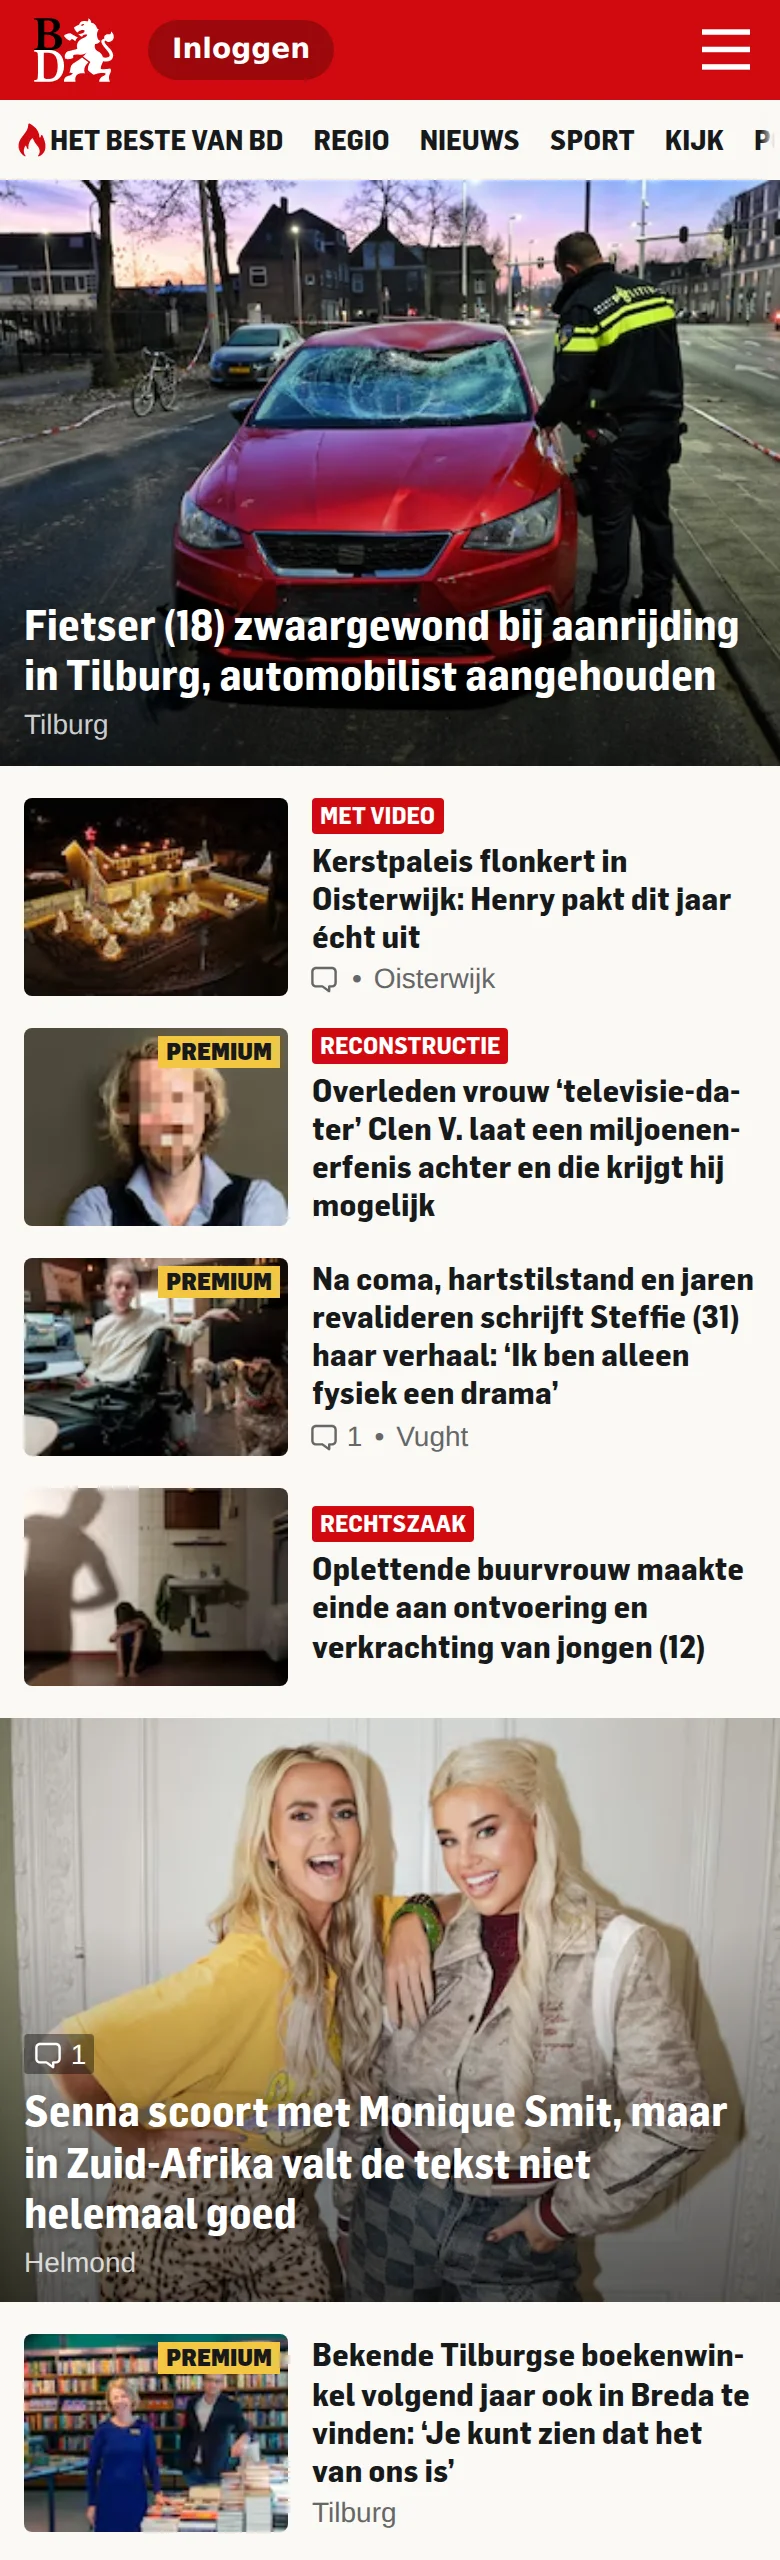 BD
Inloggen
HET BESTE VAN BD REGIO NIEUWS SPORT KIJK
Fietser (18) zwaargewond bij aanrijding
in Tilburg, automobilist aangehouden
Tilburg
MET VIDEO
Kerstpaleis flonkert in
Oisterwijk: Henry pakt dit jaar
écht uit
• Oisterwijk
PREMIUM
RECONSTRUCTIE
Overleden vrouw ‘televisie-da-
ter’ Clen V. laat een miljoenen-
erfenis achter en die krijgt hij
mogelijk
PREMIUM
Na coma, hartstilstand en jaren
revalideren schrijft Steffie (31)
haar verhaal: ‘Ik ben alleen
fysiek een drama’
1 • Vught
RECHTSZAAK
Oplettende buurvrouw maakte
einde aan ontvoering en
verkrachting van jongen (12)
1
Senna scoort met Monique Smit, maar
in Zuid-Afrika valt de tekst niet
helemaal goed
Helmond
PREMIUM
Bekende Tilburgse boekenwin-
kel volgend jaar ook in Breda te
vinden: ‘Je kunt zien dat het
van ons is’
Tilburg